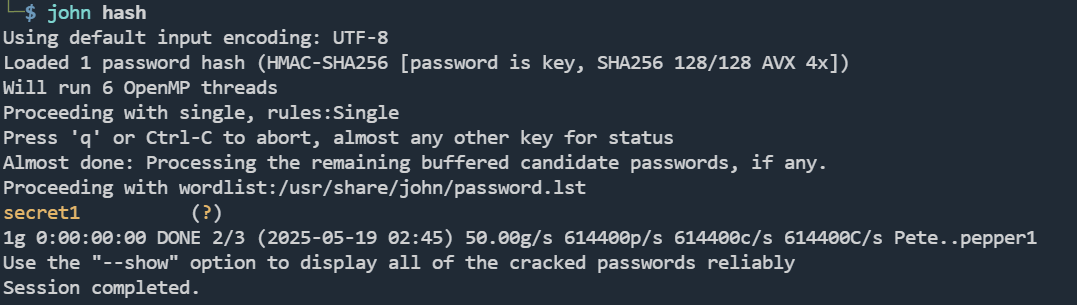 └─$ john hash
Using default input encoding: UTF-8
Loaded 1 password hash (HMAC-SHA256 [password is key, SHA256 128/128 AVX 4x])
Will run 6 OpenMP threads
Proceeding with single, rules:Single
Press 'q' or Ctrl-C to abort, almost any other key for status
Almost done: Processing the remaining buffered candidate passwords, if any.
Proceeding with wordlist:/usr/share/john/password.lst
secret1          (?)
1g 0:00:00:00 DONE 2/3 (2025-05-19 02:45) 50.00g/s 614400p/s 614400c/s 614400C/s Pete..pepper1
Use the "--show" option to display all of the cracked passwords reliably
Session completed.